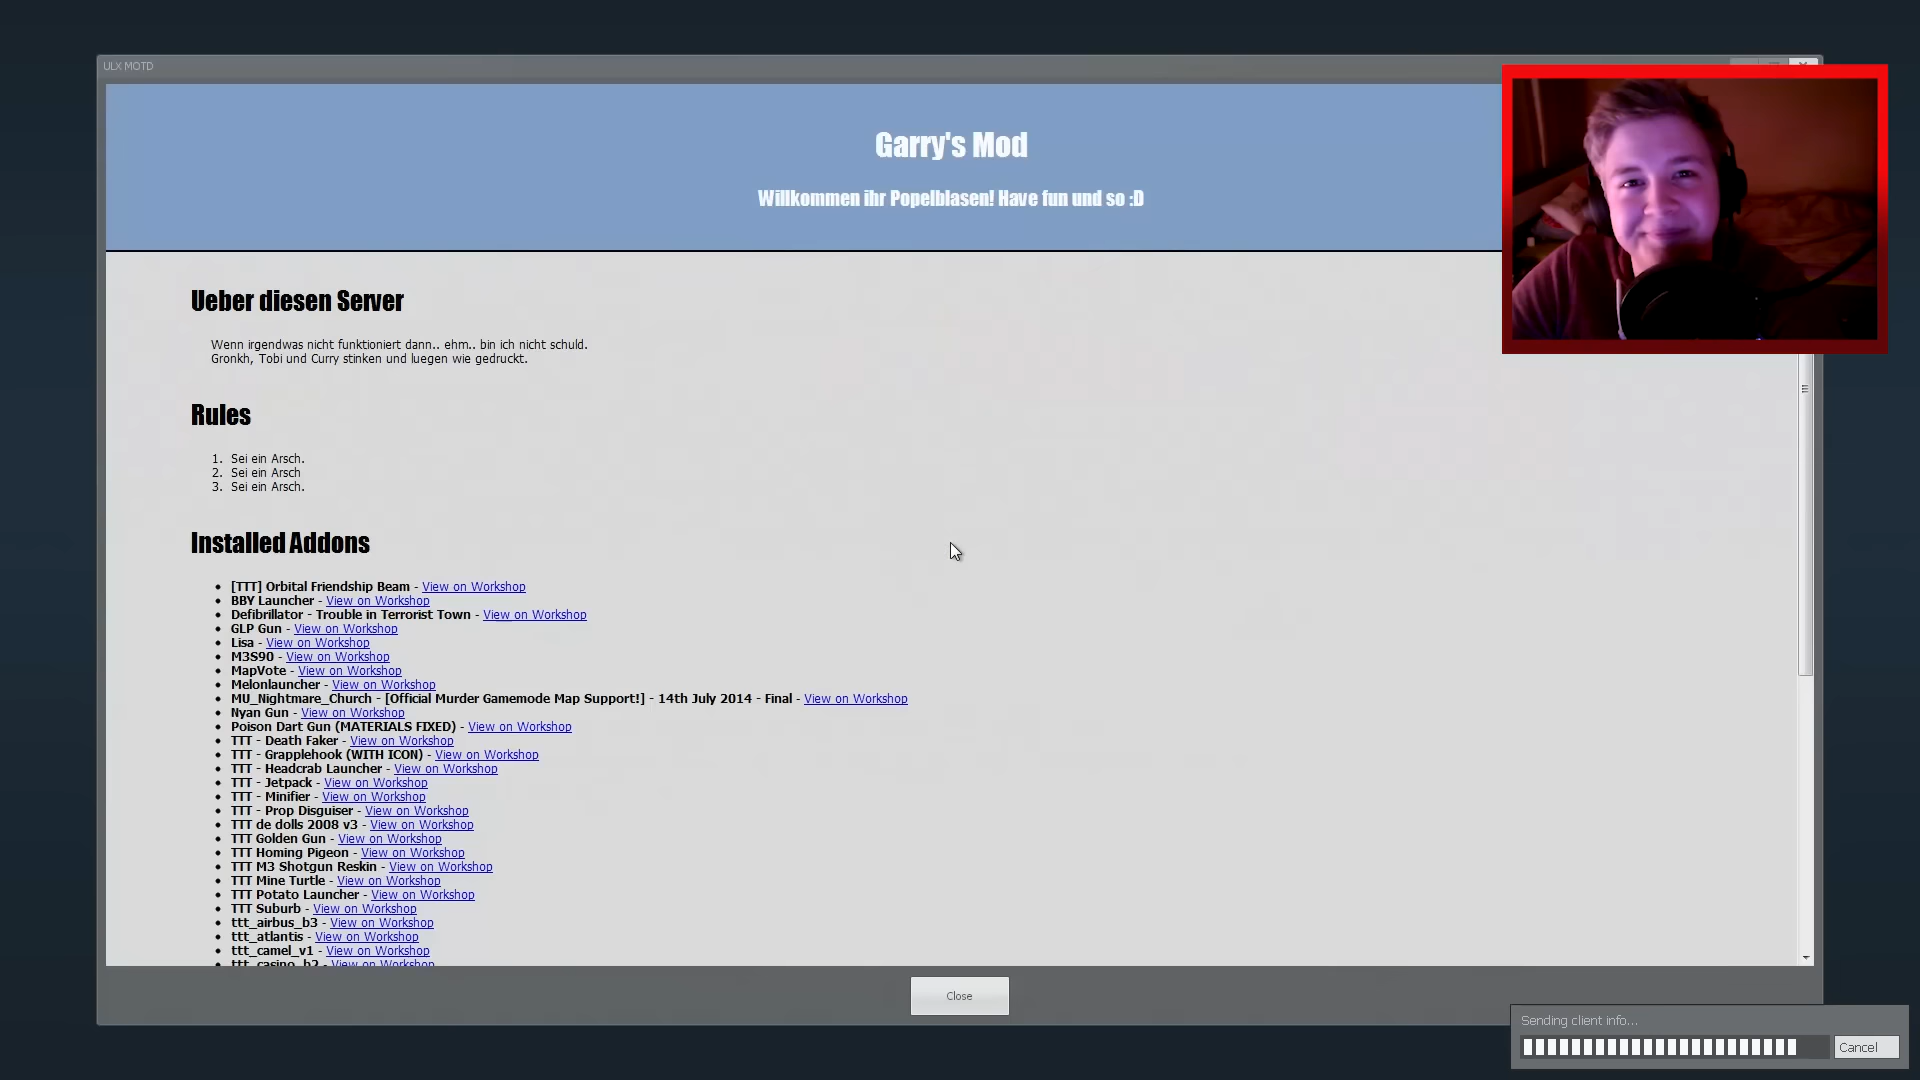 ULX MOTD
Garry's Mod
Willkommen ihr Popelblasen! Have fun und so :D
Ueber diesen Server
Wenn irgendwas nicht funktioniert dann.. ehm.. bin ich nicht schuld.
Gronkh, Tobi und Curry stinken und luegen wie gedruckt.
Rules
1. Sei ein Arsch.
2. Sei ein Arsch
3. Sei ein Arsch.
Installed Addons
[TTT] Orbital Friendship Beam - View on Workshop
BBY Launcher - View on Workshop
Defibrillator - Trouble in Terrorist Town - View on Workshop
GLP Gun - View on Workshop
Lisa - View on Workshop
M3S90 - View on Workshop
MapVote - View on Workshop
Melonlauncher - View on Workshop
MU_Nightmare_Church - [Official Murder Gamemode Map Support!] - 14th July 2014 - Final - View on Workshop
Nyan Gun - View on Workshop
Poison Dart Gun (MATERIALS FIXED) - View on Workshop
TTT - Death Faker - View on Workshop
TTT - Grapplehook (WITH ICON) - View on Workshop
TTT - Headcrab Launcher - View on Workshop
TTT - Jetpack - View on Workshop
TTT - Minifier - View on Workshop
TTT - Prop Disguiser - View on Workshop
TTT de dolls 2008 v3 - View on Workshop
TTT Golden Gun - View on Workshop
TTT Homing Pigeon - View on Workshop
TTT M3 Shotgun Reskin - View on Workshop
TTT Mine Turtle - View on Workshop
TTT Potato Launcher - View on Workshop
TTT Suburb - View on Workshop
ttt_airbus_b3 - View on Workshop
ttt_atlantis - View on Workshop
ttt_camel_v1 - View on Workshop
ttt_casino_b2 - View on Workshop
Close
Sending client info...
Cancel